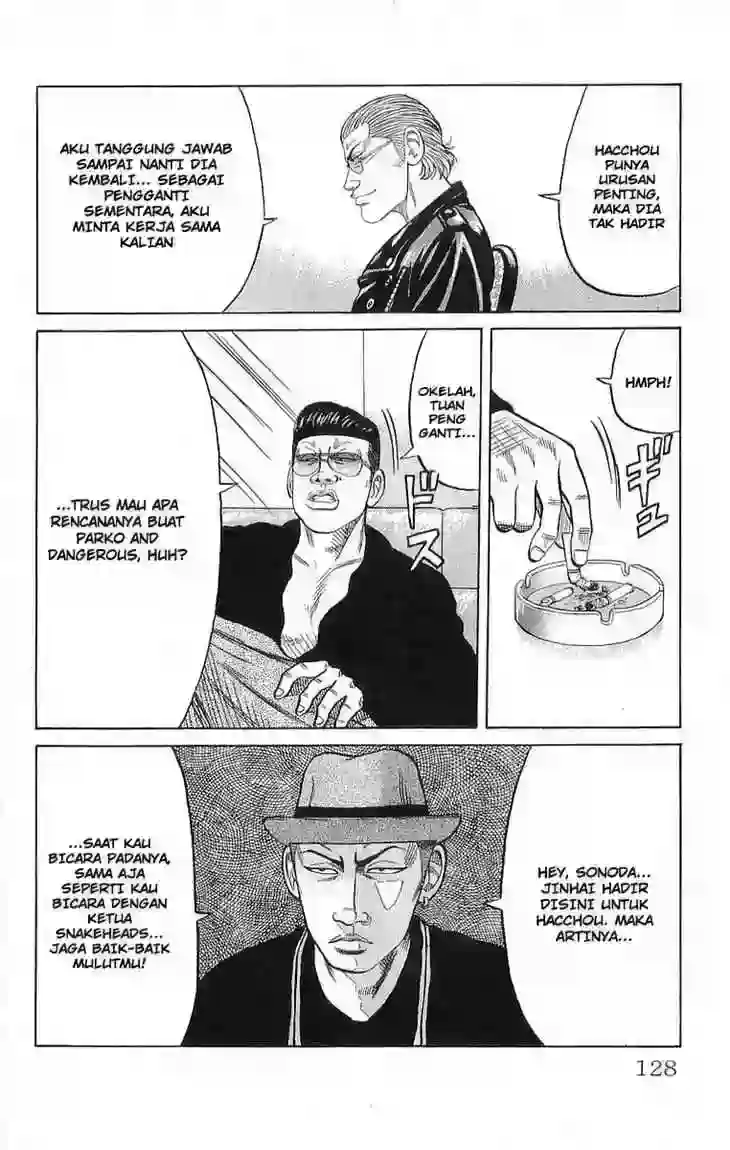 HACCHOU
PUNYA
URUSAN
PENTING,
MAKA DIA
TAK HADIR
AKU TANGGUNG JAWAB
SAMPAI NANTI DIA
KEMBALI... SEBAGAI
PENGGANTI
SEMENTARA, AKU
MINTA KERJA SAMA
KALIAN
HMPH!
ギュ
OKELAH,
TUAN
PENG
GANTI...
ドス
...TRUS MAU APA
RENCANANYA BUAT
PARKO AND
DANGEROUS, HUH?
HEY, SONODA...
JINHAI HADIR
DISINI UNTUK
HACCHOU. MAKA
ARTINYA...
...SAAT KAU
BICARA PADANYA,
SAMA AJA
SEPERTI KAU
BICARA DENGAN
KETUA
SNAKEHEADS...
JAGA BAIK-BAIK
MULUTMU!
128